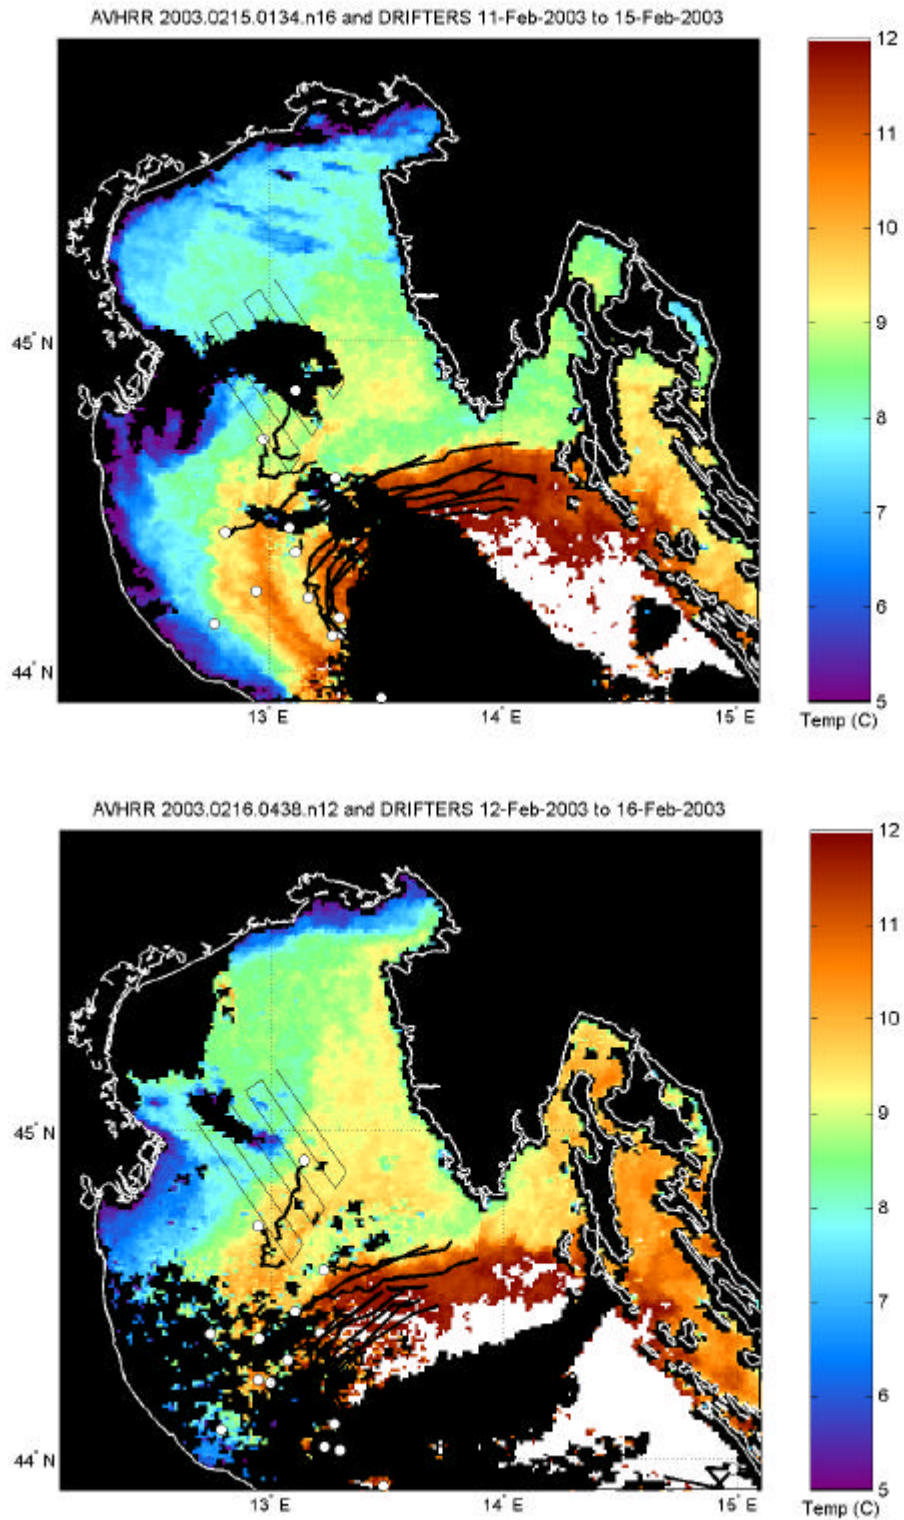 AVHRR 2003.0215.0134.n16 and DRIFTERS 11-Feb-2003 to 15-Feb-2003
12
11
10
9
8
7
6
5
45° N
44° N
13° E
14° E
15° E
Temp (C)
AVHRR 2003.0216.0438.n12 and DRIFTERS 12-Feb-2003 to 16-Feb-2003
12
11
10
9
8
7
6
5
45° N
44° N
13° E
14° E
15° E
Temp (C)